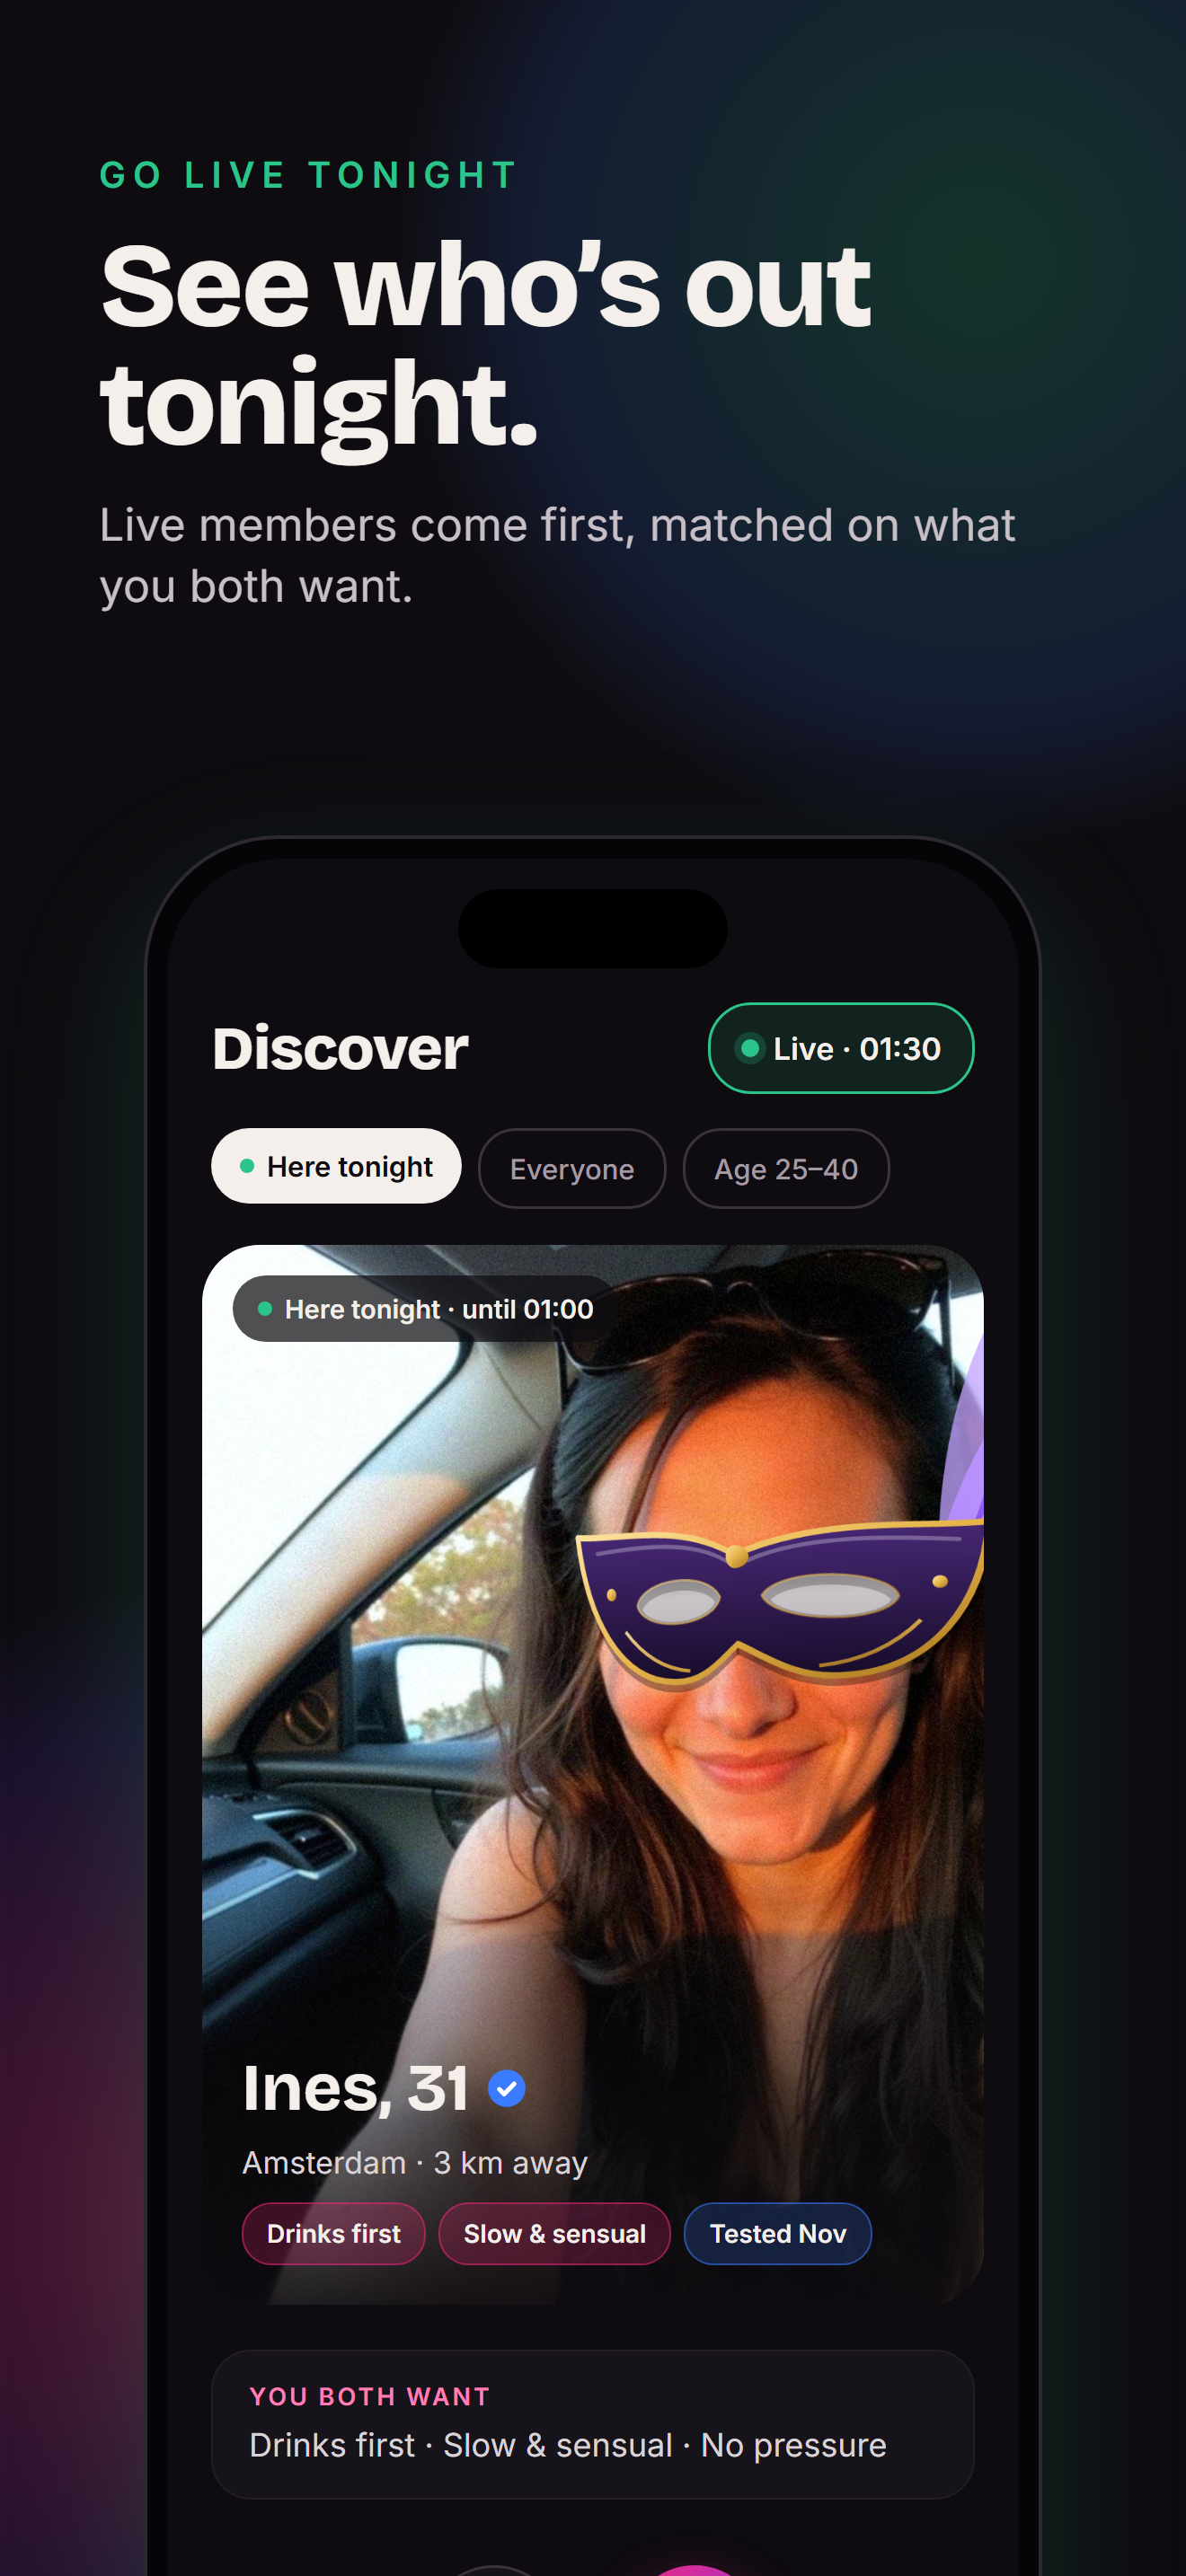 GO LIVE TONIGHT
See who’s out
tonight.
Live members come first, matched on what
you both want.
Discover
Live · 01:30
Here tonight
Everyone
Age 25–40
Here tonight · until 01:00
Ines, 31
Amsterdam · 3 km away
Drinks first
Slow & sensual
Tested Nov
YOU BOTH WANT
Drinks first · Slow & sensual · No pressure